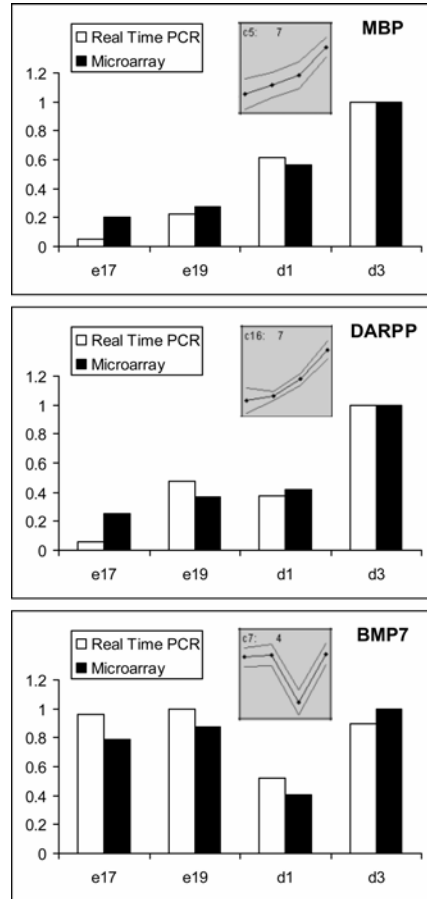 MBP
c5: 7
Real Time PCR
Microarray
1.2
1
0.8
0.6
0.4
0.2
0
e17 e19 d1 d3
DARPP
c16: 7
Real Time PCR
Microarray
1.2
1
0.8
0.6
0.4
0.2
0
e17 e19 d1 d3
BMP7
c7: 4
Real Time PCR
Microarray
1.2
1
0.8
0.6
0.4
0.2
0
e17 e19 d1 d3